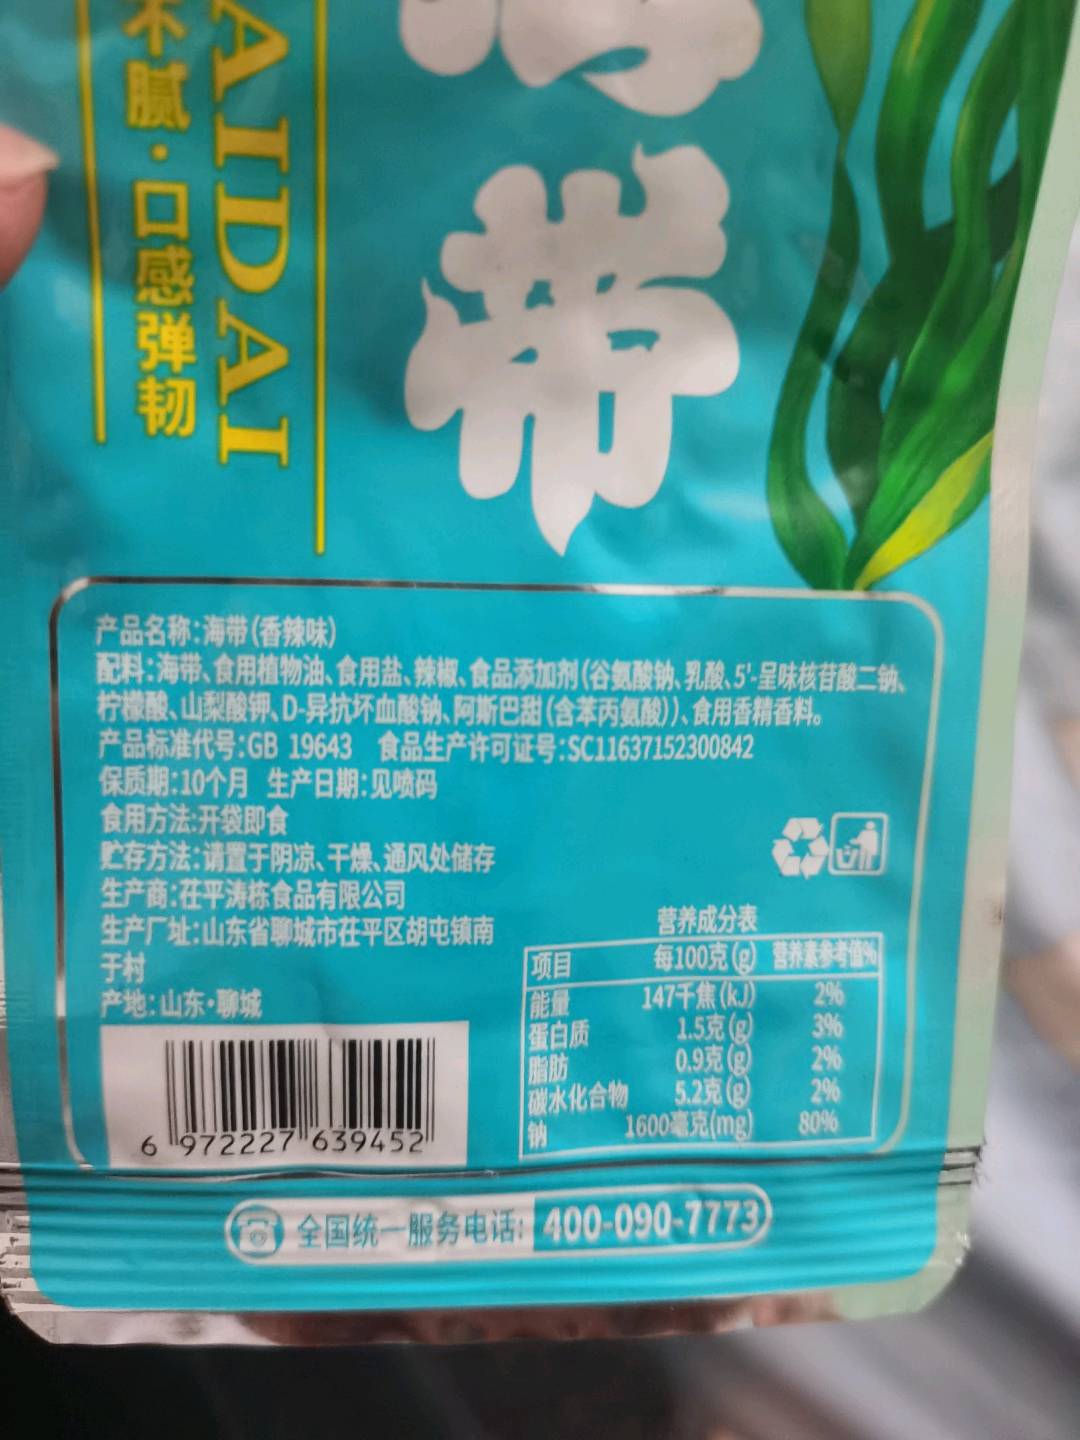 不腻·口感弹韧
AIDAI
带
产品名称:海带(香辣味)
配料:海带、食用植物油、食用盐、辣椒、食品添加剂(谷氨酸钠、乳酸、5'-呈味核苷酸二钠、
柠檬酸、山梨酸钾、D-异抗坏血酸钠、阿斯巴甜(含苯丙氨酸))、食用香精香料。
产品标准代号:GB 19643 食品生产许可证号:SC11637152300842
保质期:10个月 生产日期:见喷码
食用方法:开袋即食
贮存方法:请置于阴凉、干燥、通风处储存
生产商:茌平涛栋食品有限公司
生产厂址:山东省聊城市茌平区胡屯镇南
于村
产地:山东·聊城
营养成分表
项目 每100克(g) 营养素参考值%
能量 147千焦(kJ) 2%
蛋白质 1.5克(g) 3%
脂肪 0.9克(g) 2%
碳水化合物 5.2克(g) 2%
钠 1600毫克(mg) 80%
6 972227 639452
全国统一服务电话: 400-090-7773